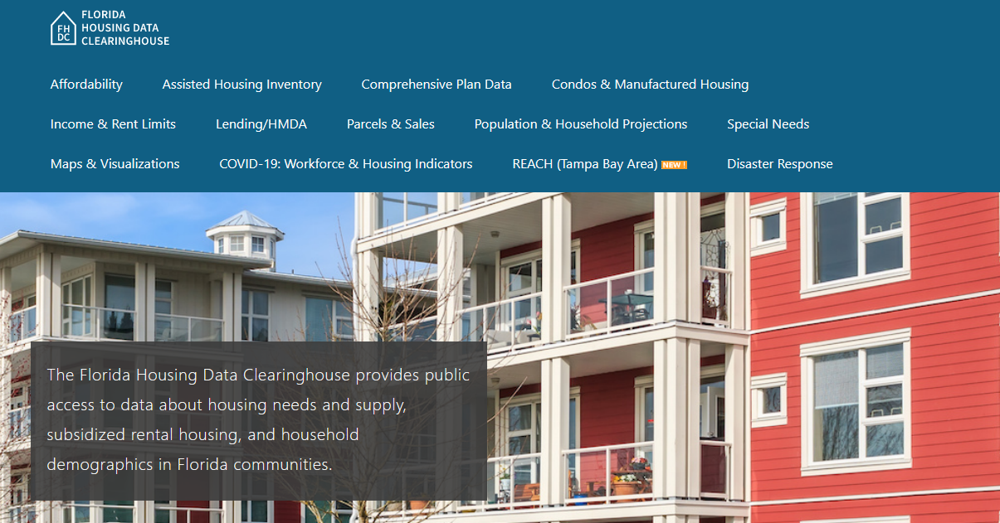 FLORIDA
HOUSING DATA
CLEARINGHOUSE
FH
DC
Affordability Assisted Housing Inventory Comprehensive Plan Data Condos & Manufactured Housing
Income & Rent Limits Lending/HMDA Parcels & Sales Population & Household Projections Special Needs
Maps & Visualizations COVID-19: Workforce & Housing Indicators REACH (Tampa Bay Area) NEW ! Disaster Response
The Florida Housing Data Clearinghouse provides public
access to data about housing needs and supply,
subsidized rental housing, and household
demographics in Florida communities.